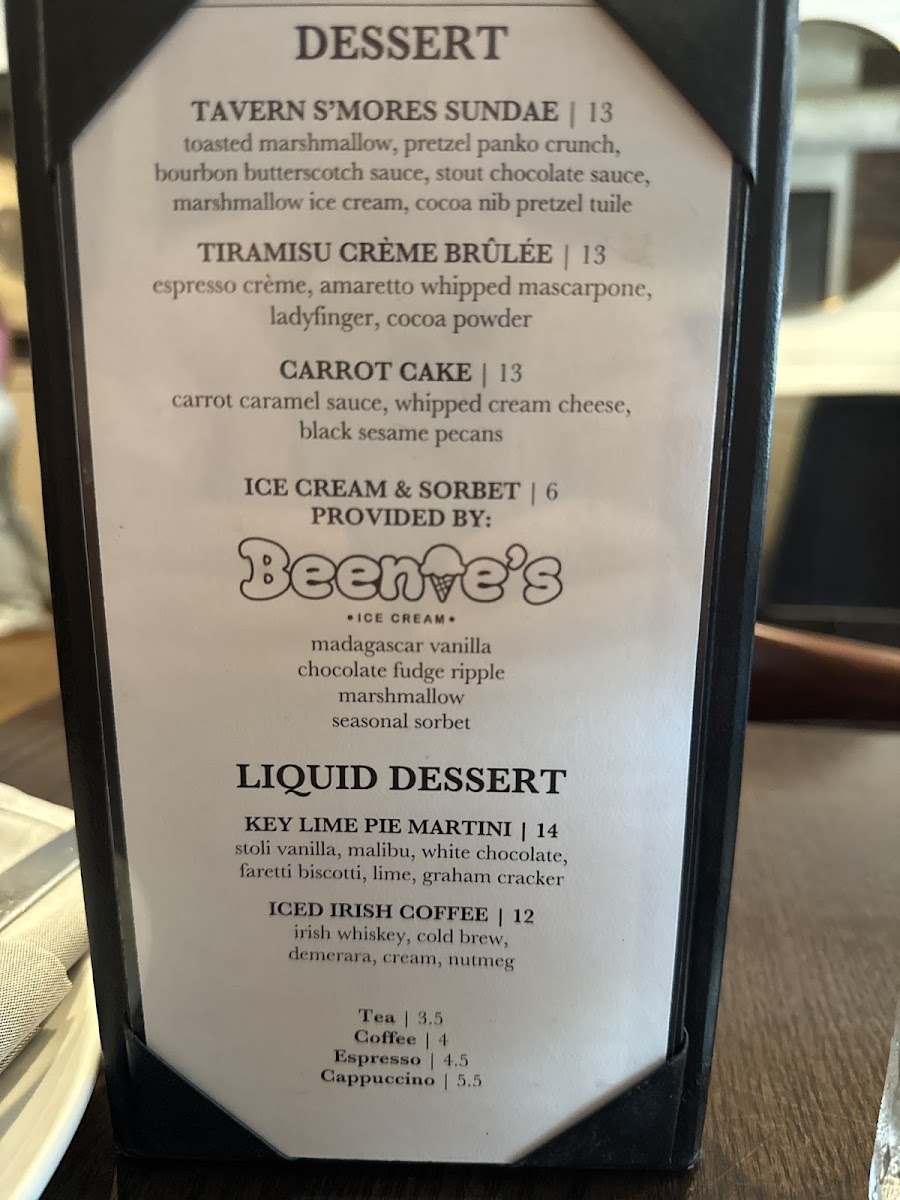 DESSERT
TAVERN S'MORES SUNDAE | 13
toasted marshmallow, pretzel panko crunch,
bourbon butterscotch sauce, stout chocolate sauce,
marshmallow ice cream, cocoa nib pretzel tuile
TIRAMISU CRÈME BRÛLÉE | 13
espresso crème, amaretto whipped mascarpone,
ladyfinger, cocoa powder
CARROT CAKE | 13
carrot caramel sauce, whipped cream cheese,
black sesame pecans
ICE CREAM & SORBET | 6
PROVIDED BY:
Beenie's
•ICE CREAM•
madagascar vanilla
chocolate fudge ripple
marshmallow
seasonal sorbet
LIQUID DESSERT
KEY LIME PIE MARTINI | 14
stoli vanilla, malibu, white chocolate,
faretti biscotti, lime, graham cracker
ICED IRISH COFFEE | 12
irish whiskey, cold brew,
demerara, cream, nutmeg
Tea | 3.5
Coffee | 4
Espresso | 4.5
Cappuccino | 5.5